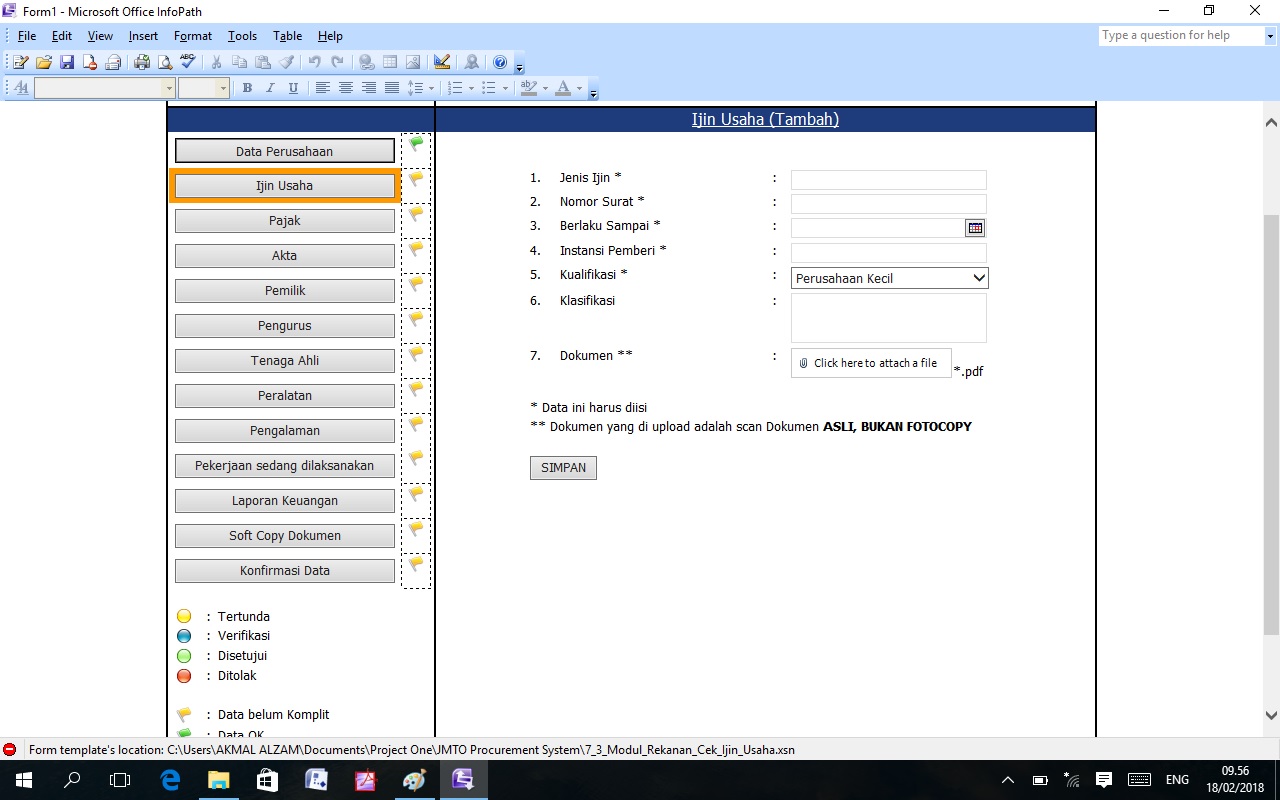 Form1 - Microsoft Office InfoPath
File Edit View Insert Format Tools Table Help
Type a question for help
Ijin Usaha (Tambah)
Data Perusahaan
Ijin Usaha
Pajak
Akta
Pemilik
Pengurus
Tenaga Ahli
Peralatan
Pengalaman
Pekerjaan sedang dilaksanakan
Laporan Keuangan
Soft Copy Dokumen
Konfirmasi Data
: Tertunda
: Verifikasi
: Disetujui
: Ditolak
: Data belum Komplit
: Data OK
1. Jenis Ijin * :
2. Nomor Surat * :
3. Berlaku Sampai * :
4. Instansi Pemberi * :
5. Kualifikasi * : Perusahaan Kecil
6. Klasifikasi :
7. Dokumen ** : Click here to attach a file *.pdf
* Data ini harus diisi
** Dokumen yang di upload adalah scan Dokumen ASLI, BUKAN FOTOCOPY
SIMPAN
Form template's location: C:\Users\AKMAL ALZAM\Documents\Project One\JMTO Procurement System\7_3_Modul_Rekanan_Cek_Ijin_Usaha.xsn
ENG
09.56
18/02/2018